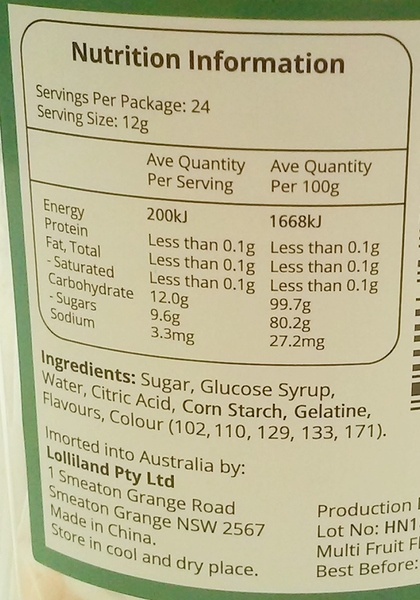 Nutrition Information
Servings Per Package: 24
Serving Size: 12g
Ave Quantity Per Serving Ave Quantity Per 100g
Energy 200kJ 1668kJ
Protein Less than 0.1g Less than 0.1g
Fat, Total Less than 0.1g Less than 0.1g
- Saturated Less than 0.1g Less than 0.1g
Carbohydrate 12.0g 99.7g
- Sugars 9.6g 80.2g
Sodium 3.3mg 27.2mg
Ingredients: Sugar, Glucose Syrup,
Water, Citric Acid, Corn Starch, Gelatine,
Flavours, Colour (102, 110, 129, 133, 171).
Imorted into Australia by:
Lolliland Pty Ltd
1 Smeaton Grange Road
Smeaton Grange NSW 2567
Made in China.
Store in cool and dry place.
Production
Lot No: HN1
Multi Fruit
Best Before: